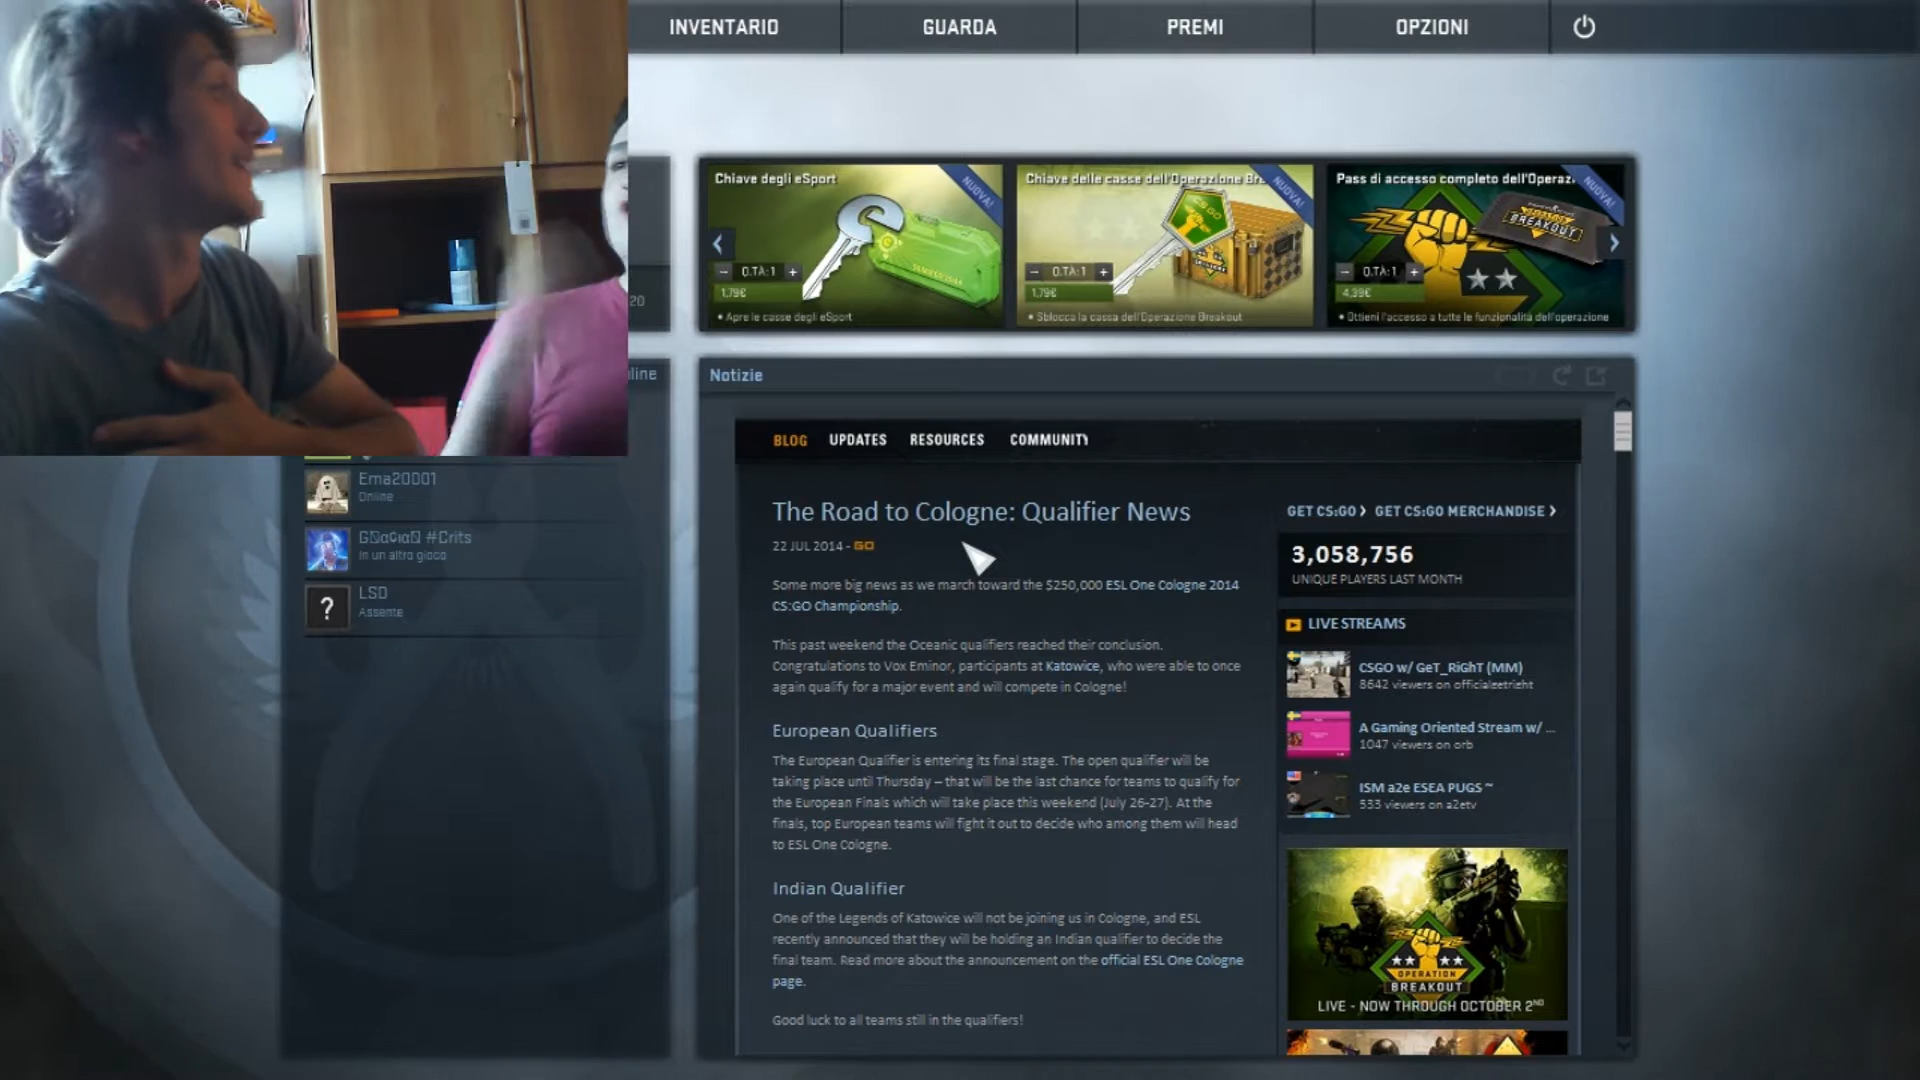 INVENTARIO
GUARDA
PREMI
OPZIONI
Chiave degli eSport
NUOVA!
Q.TÀ: 1
1,79€
• Apre le casse degli eSport
Chiave delle casse dell'Operazione Bre
NUOVA!
CS:GO
Q.TÀ: 1
1,79€
• Sblocca la cassa dell'Operazione Breakout
Pass di accesso completo dell'Operaz.
NUOVA!
BREAKOUT
Q.TÀ: 1
4,39€
• Ottieni l'accesso a tutte le funzionalità dell'operazione
20
line
Ema20001
Online
#Crits
In un altro gioco
?
LSD
Assente
Notizie
BLOG UPDATES RESOURCES COMMUNITY
The Road to Cologne: Qualifier News
22 JUL 2014 - GO
Some more big news as we march toward the $250,000 ESL One Cologne 2014
CS:GO Championship.
This past weekend the Oceanic qualifiers reached their conclusion.
Congratulations to Vox Eminor, participants at Katowice, who were able to once
again qualify for a major event and will compete in Cologne!
European Qualifiers
The European Qualifier is entering its final stage. The open qualifier will be
taking place until Thursday – that will be the last chance for teams to qualify for
the European Finals which will take place this weekend (July 26-27). At the
finals, top European teams will fight it out to decide who among them will head
to ESL One Cologne.
Indian Qualifier
One of the Legends of Katowice will not be joining us in Cologne, and ESL
recently announced that they will be holding an Indian qualifier to decide the
final team. Read more about the announcement on the official ESL One Cologne
page.
Good luck to all teams still in the qualifiers!
GET CS:GO › GET CS:GO MERCHANDISE ›
3,058,756
UNIQUE PLAYERS LAST MONTH
LIVE STREAMS
CSGO w/ GeT_RiGhT (MM)
8642 viewers on officialgetright
A Gaming Oriented Stream w/ ...
1047 viewers on orb
ISM a2e ESEA PUGS ~
533 viewers on a2etv
OPERATION
BREAKOUT
LIVE - NOW THROUGH OCTOBER 2ND